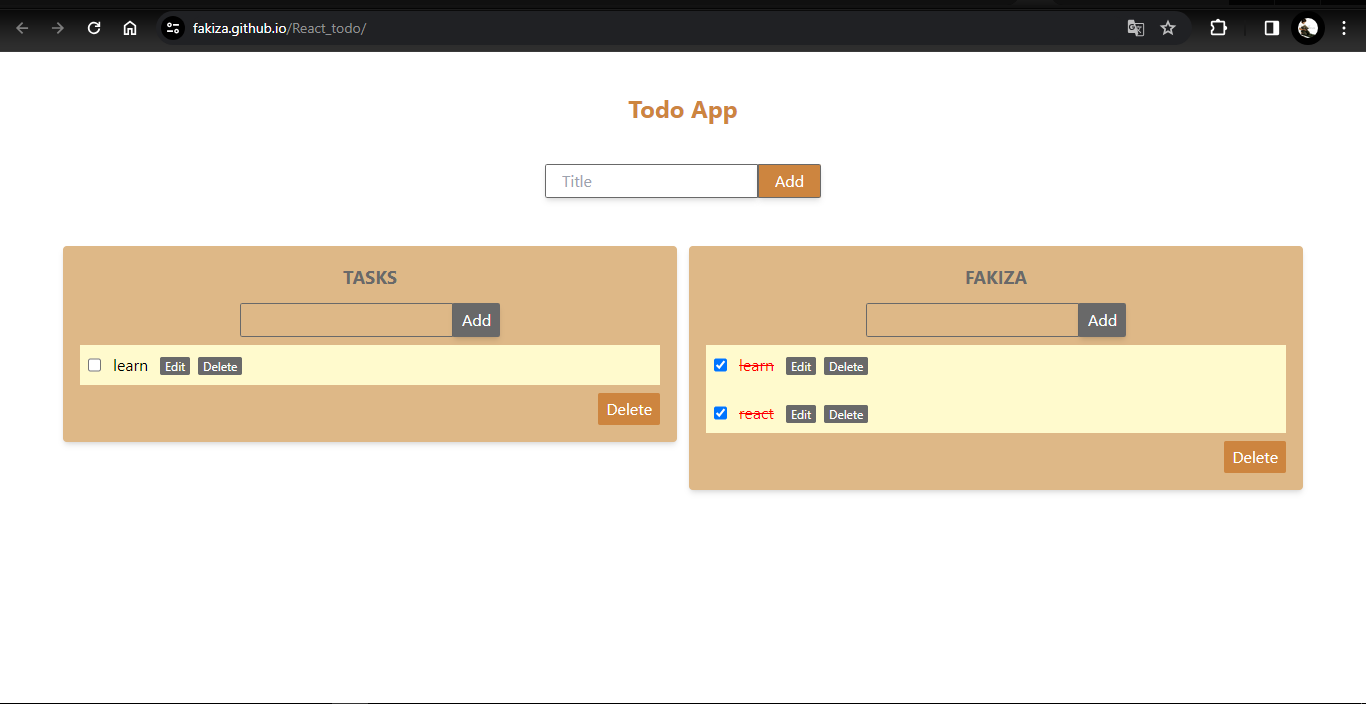 fakiza.github.io/React_todo/
Todo App
Title Add
TASKS
Add
learn Edit Delete
Delete
FAKIZA
Add
learn Edit Delete
react Edit Delete
Delete